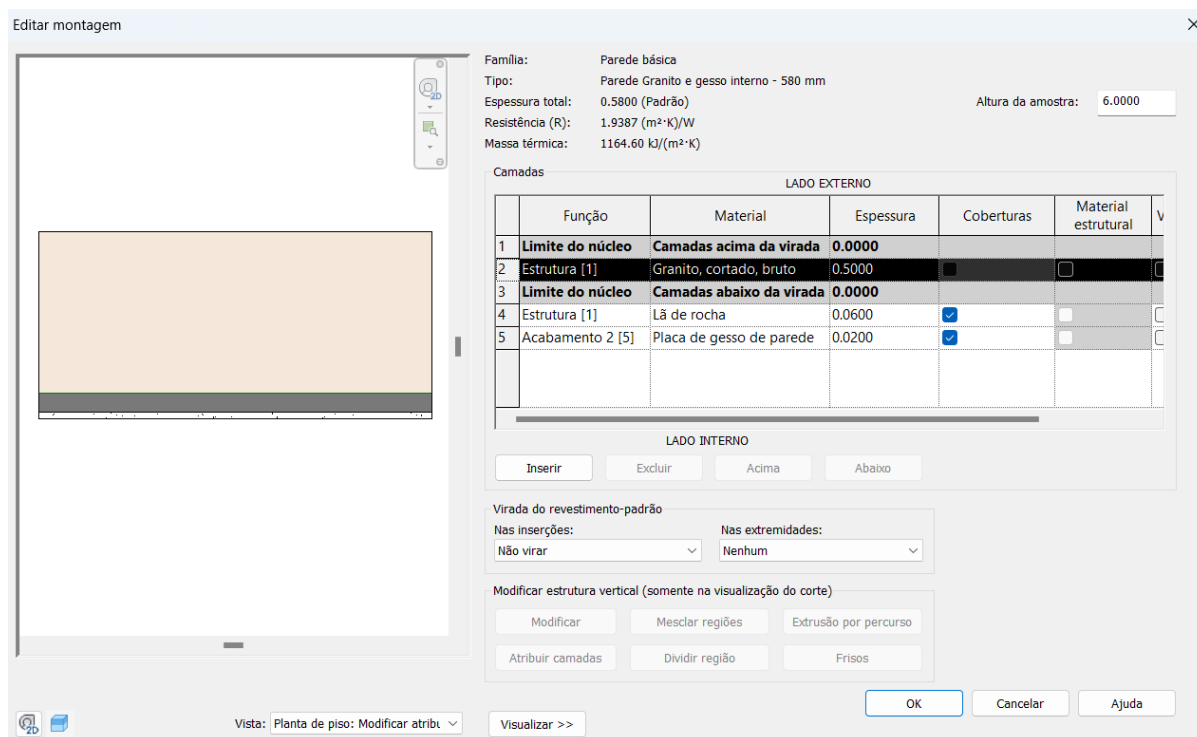 Editar montagem
2D
Família: Parede básica
Tipo: Parede Granito e gesso interno - 580 mm
Espessura total: 0.5800 (Padrão)
Altura da amostra: 6.0000
Resistência (R): 1.9387 (m²·K)/W
Massa térmica: 1164.60 kJ/(m²·K)
Camadas
LADO EXTERNO
Função Material Espessura Coberturas Material estrutural V
1 Limite do núcleo Camadas acima da virada 0.0000
2 Estrutura [1] Granito, cortado, bruto 0.5000
3 Limite do núcleo Camadas abaixo da virada 0.0000
4 Estrutura [1] Lã de rocha 0.0600
5 Acabamento 2 [5] Placa de gesso de parede 0.0200
LADO INTERNO
Inserir Excluir Acima Abaixo
Virada do revestimento-padrão
Nas inserções: Nas extremidades:
Não virar Nenhum
Modificar estrutura vertical (somente na visualização do corte)
Modificar Mesclar regiões Extrusão por percurso
Atribuir camadas Dividir região Frisos
OK Cancelar Ajuda
2D Vista: Planta de piso: Modificar atribu Visualizar >>